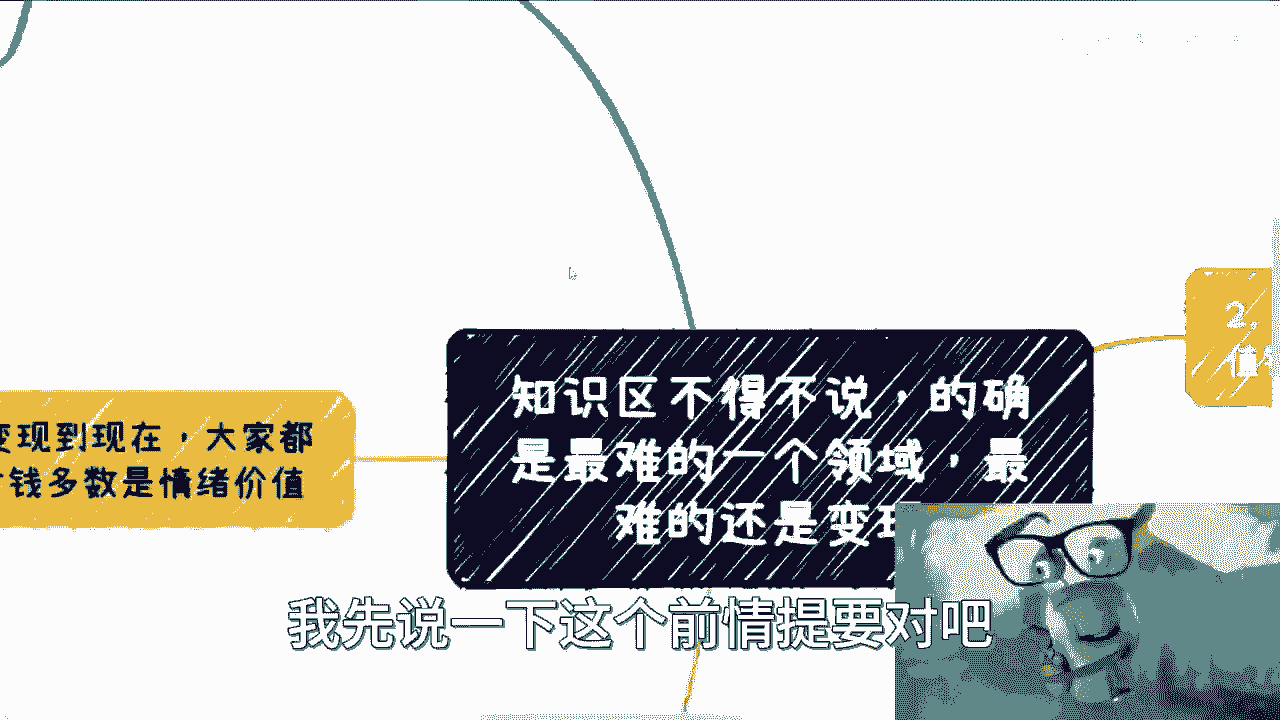 变现到现在，大家都
钱多数是情绪价值
知识区不得不说，的确
是最难的一个领域，最
难的还是变现
2,
值
我先说一下这个前情提要对吧